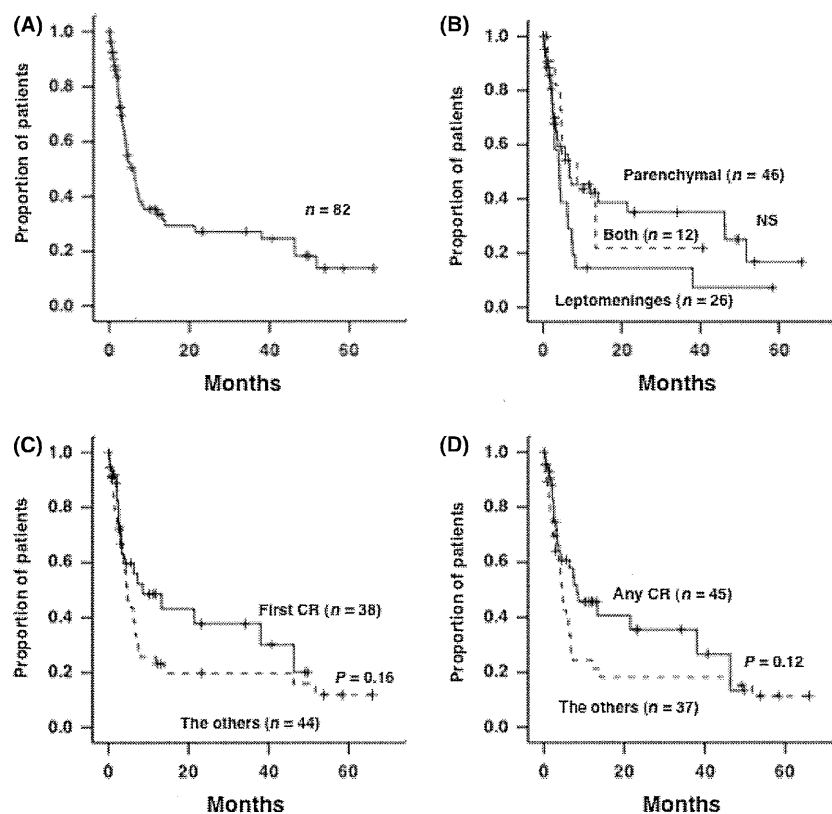 (A)
Proportion of patients
1.0
0.8
0.6
0.4
0.2
0.0
n = 82
0 20 40 60
Months
(B)
Proportion of patients
1.0
0.8
0.6
0.4
0.2
0.0
Parenchymal (n = 46)
NS
Both (n = 12)
Leptomeninges (n = 26)
0 20 40 60
Months
(C)
Proportion of patients
1.0
0.8
0.6
0.4
0.2
0.0
First CR (n = 38)
P = 0.16
The others (n = 44)
0 20 40 60
Months
(D)
Proportion of patients
1.0
0.8
0.6
0.4
0.2
0.0
Any CR (n = 45)
P = 0.12
The others (n = 37)
0 20 40 60
Months